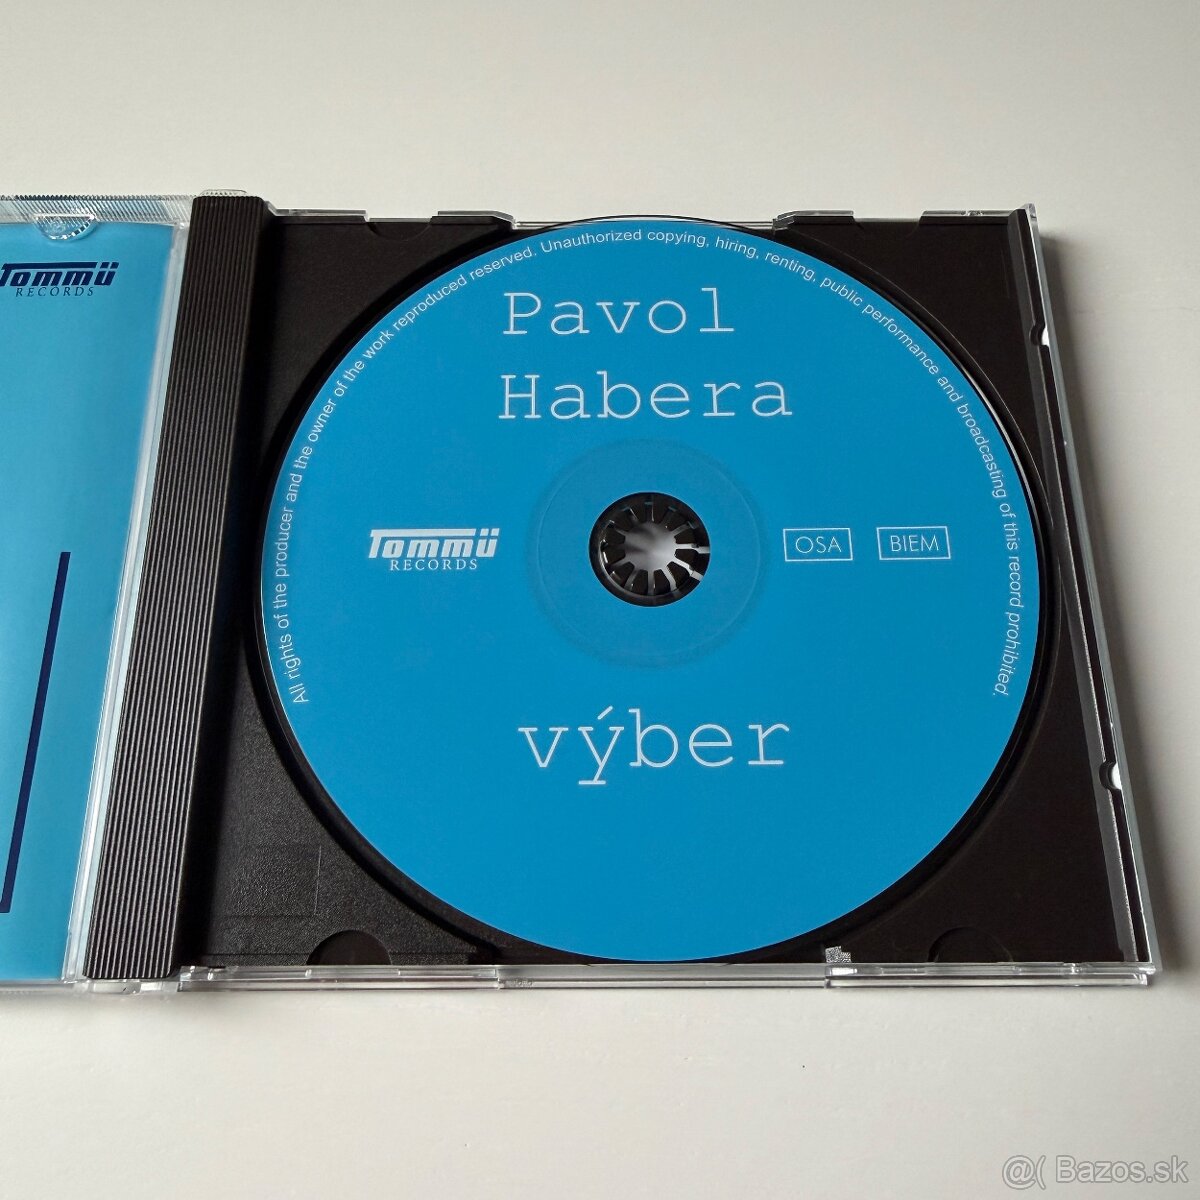 Tommü
RECORDS
All rights of the producer and the owner of the work reproduced reserved. Unauthorized copying, hiring, renting, public performance and broadcasting of this record prohibited.
Pavol
Habera
Tommü
RECORDS
OSA
BIEM
výber
@( Bazos.sk